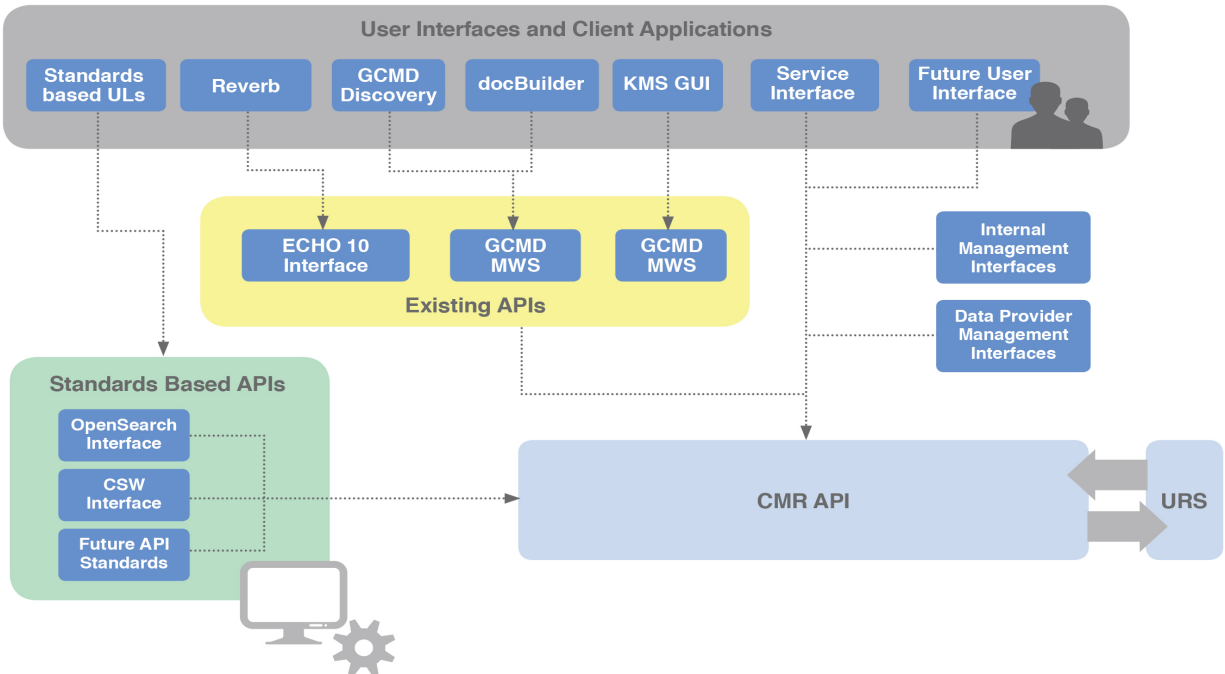 User Interfaces and Client Applications
Standards
based ULs
Reverb
GCMD
Discovery
docBuilder
KMS GUI
Service
Interface
Future User
Interface
ECHO 10
Interface
GCMD
MWS
GCMD
MWS
Existing APIs
Internal
Management
Interfaces
Data Provider
Management
Interfaces
Standards Based APIs
OpenSearch
Interface
CSW
Interface
Future API
Standards
CMR API
URS